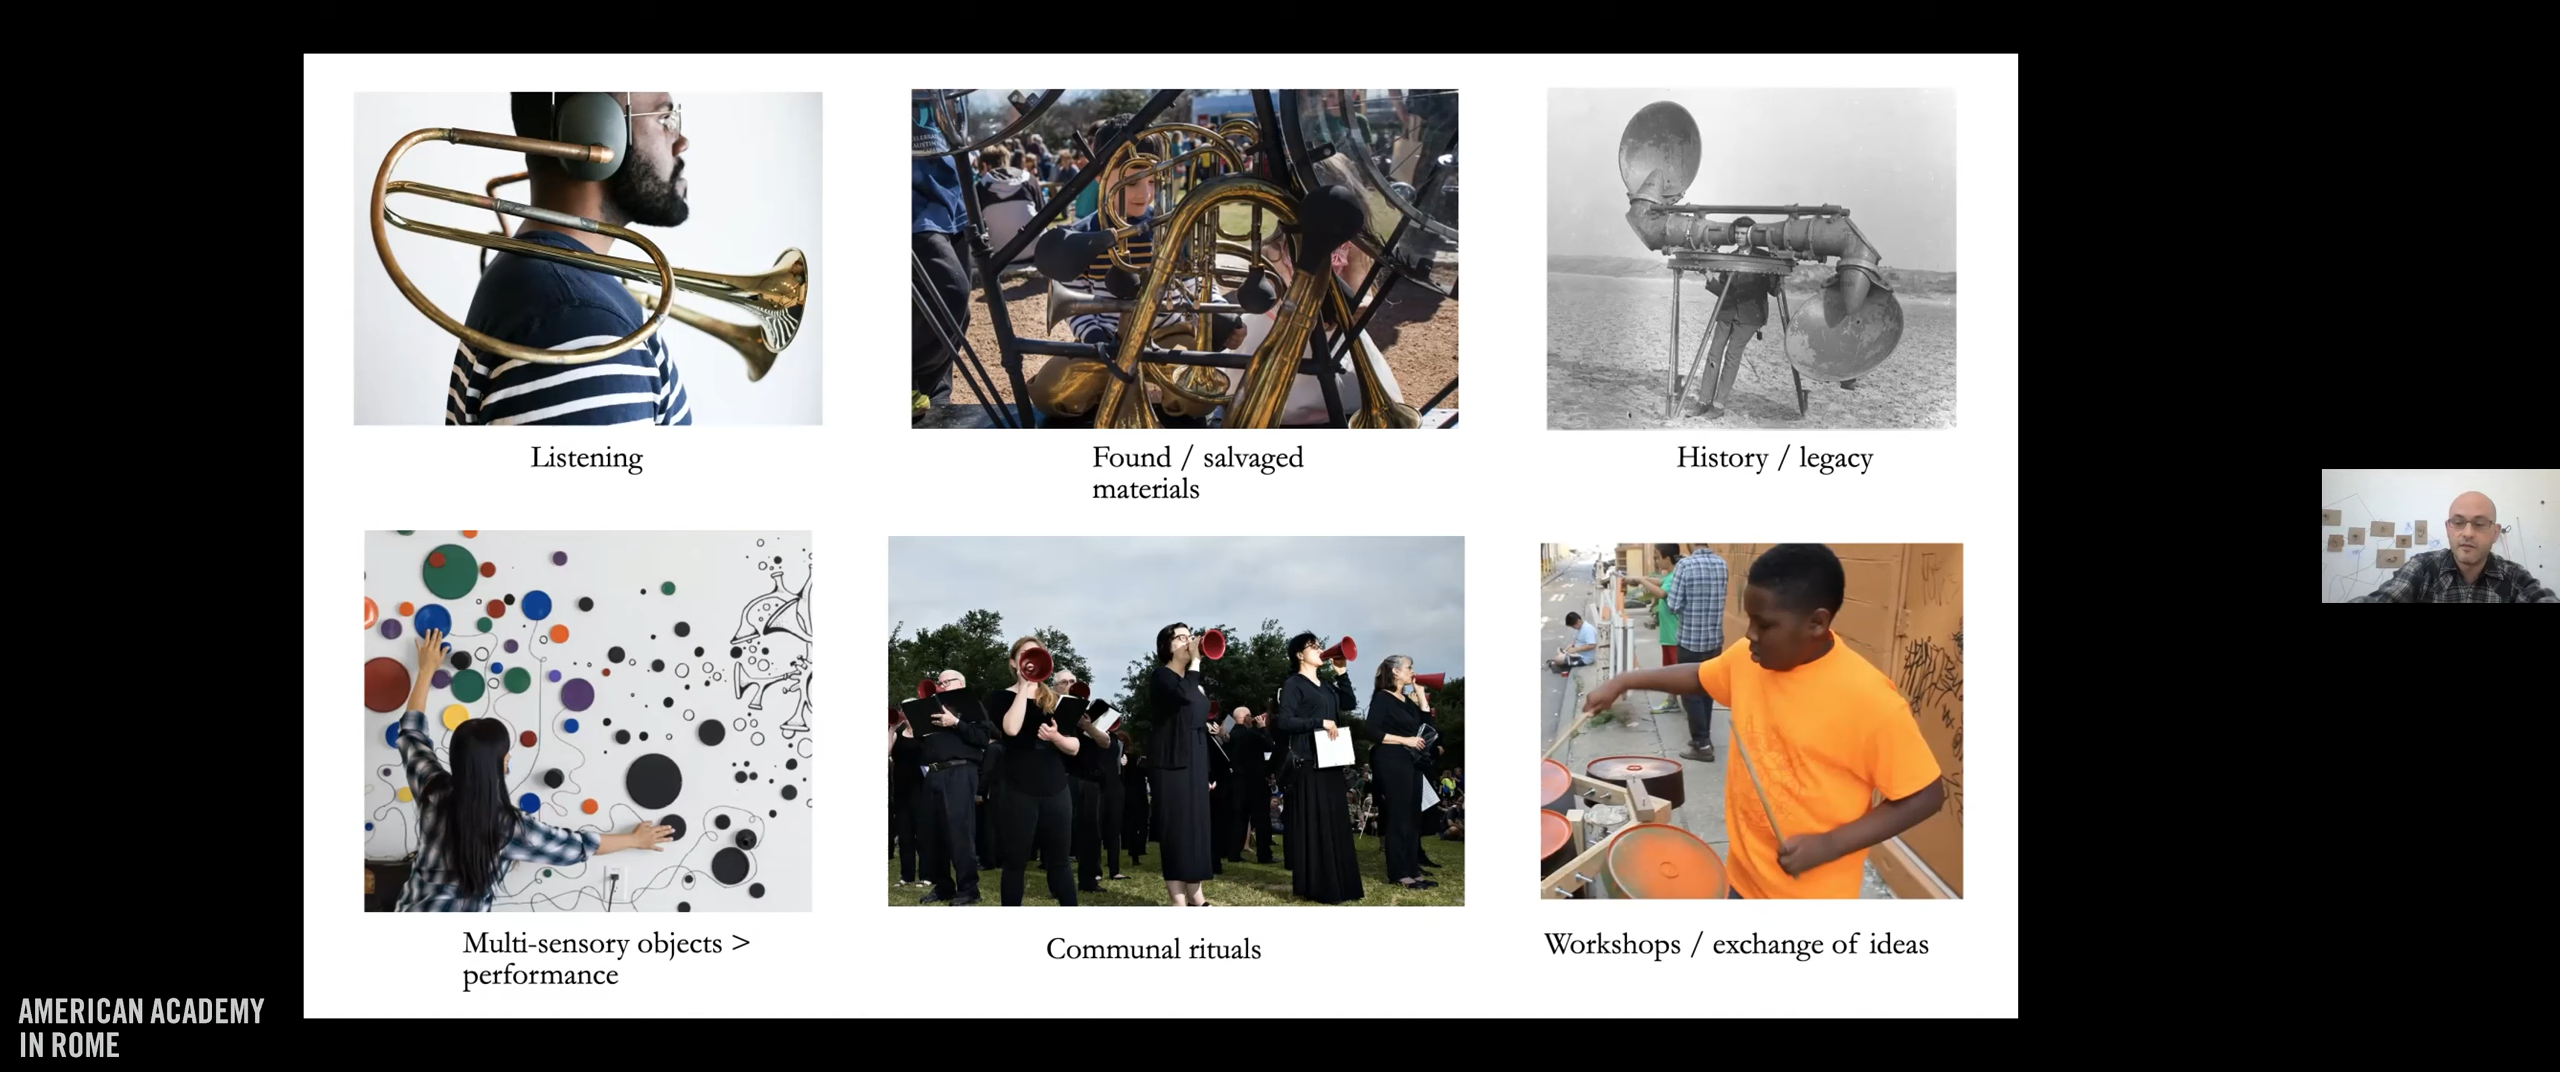 Listening
Found / salvaged
materials
History / legacy
Multi-sensory objects >
performance
Communal rituals
Workshops / exchange of ideas
AMERICAN ACADEMY
IN ROME